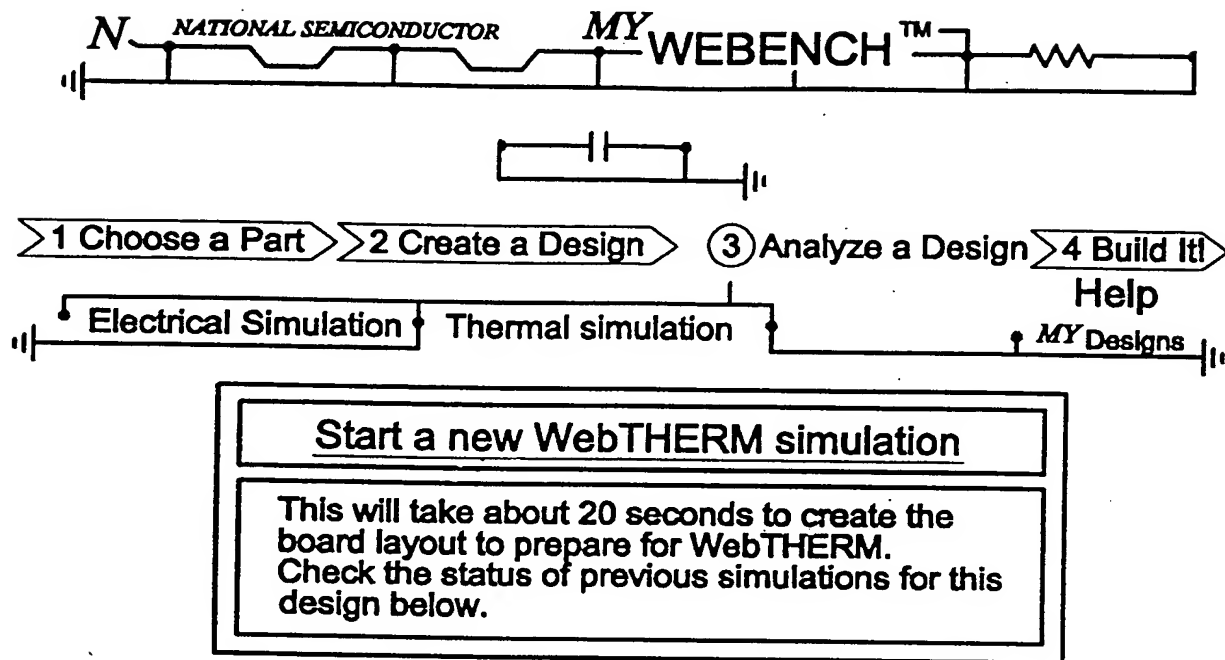 N NATIONAL SEMICONDUCTOR MY WEBENCH™
1 Choose a Part 2 Create a Design 3 Analyze a Design 4 Build It!
Help
Electrical Simulation Thermal simulation
MY Designs
Start a new WebTHERM simulation
This will take about 20 seconds to create the
board layout to prepare for WebTHERM.
Check the status of previous simulations for this
design below.